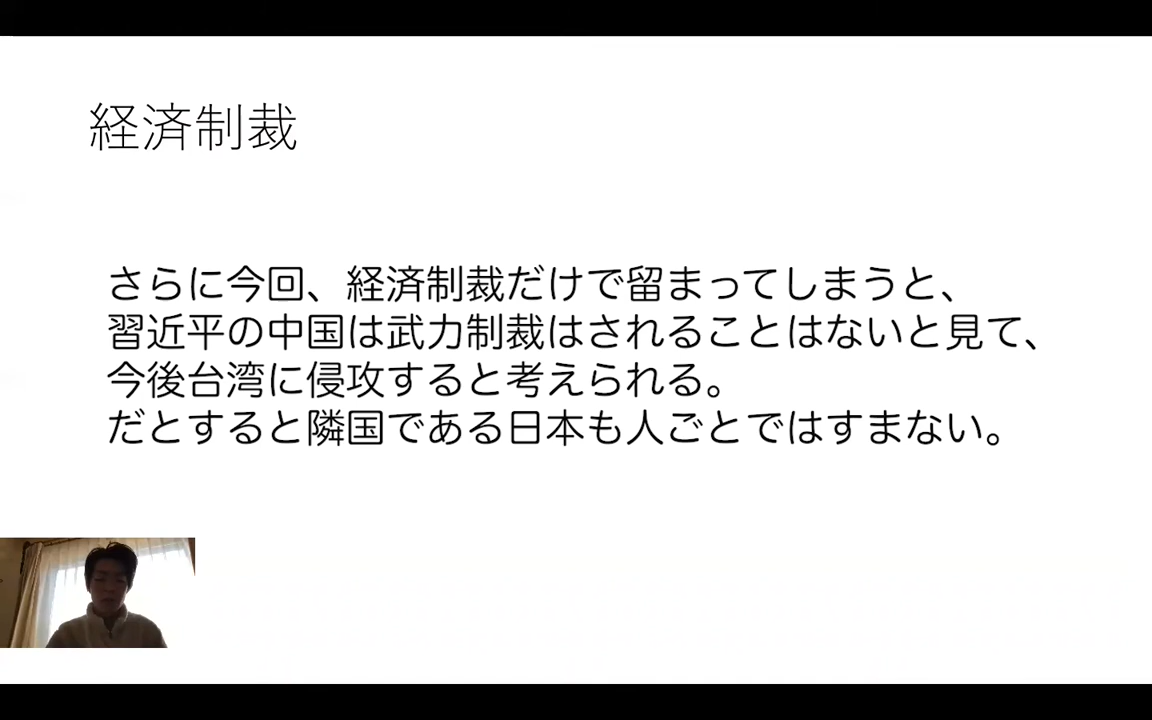 経済制裁
さらに今回、経済制裁だけで留まってしまうと、
習近平の中国は武力制裁はされることはないと見て、
今後台湾に侵攻すると考えられる。
だとすると隣国である日本も人ごとではすまない。